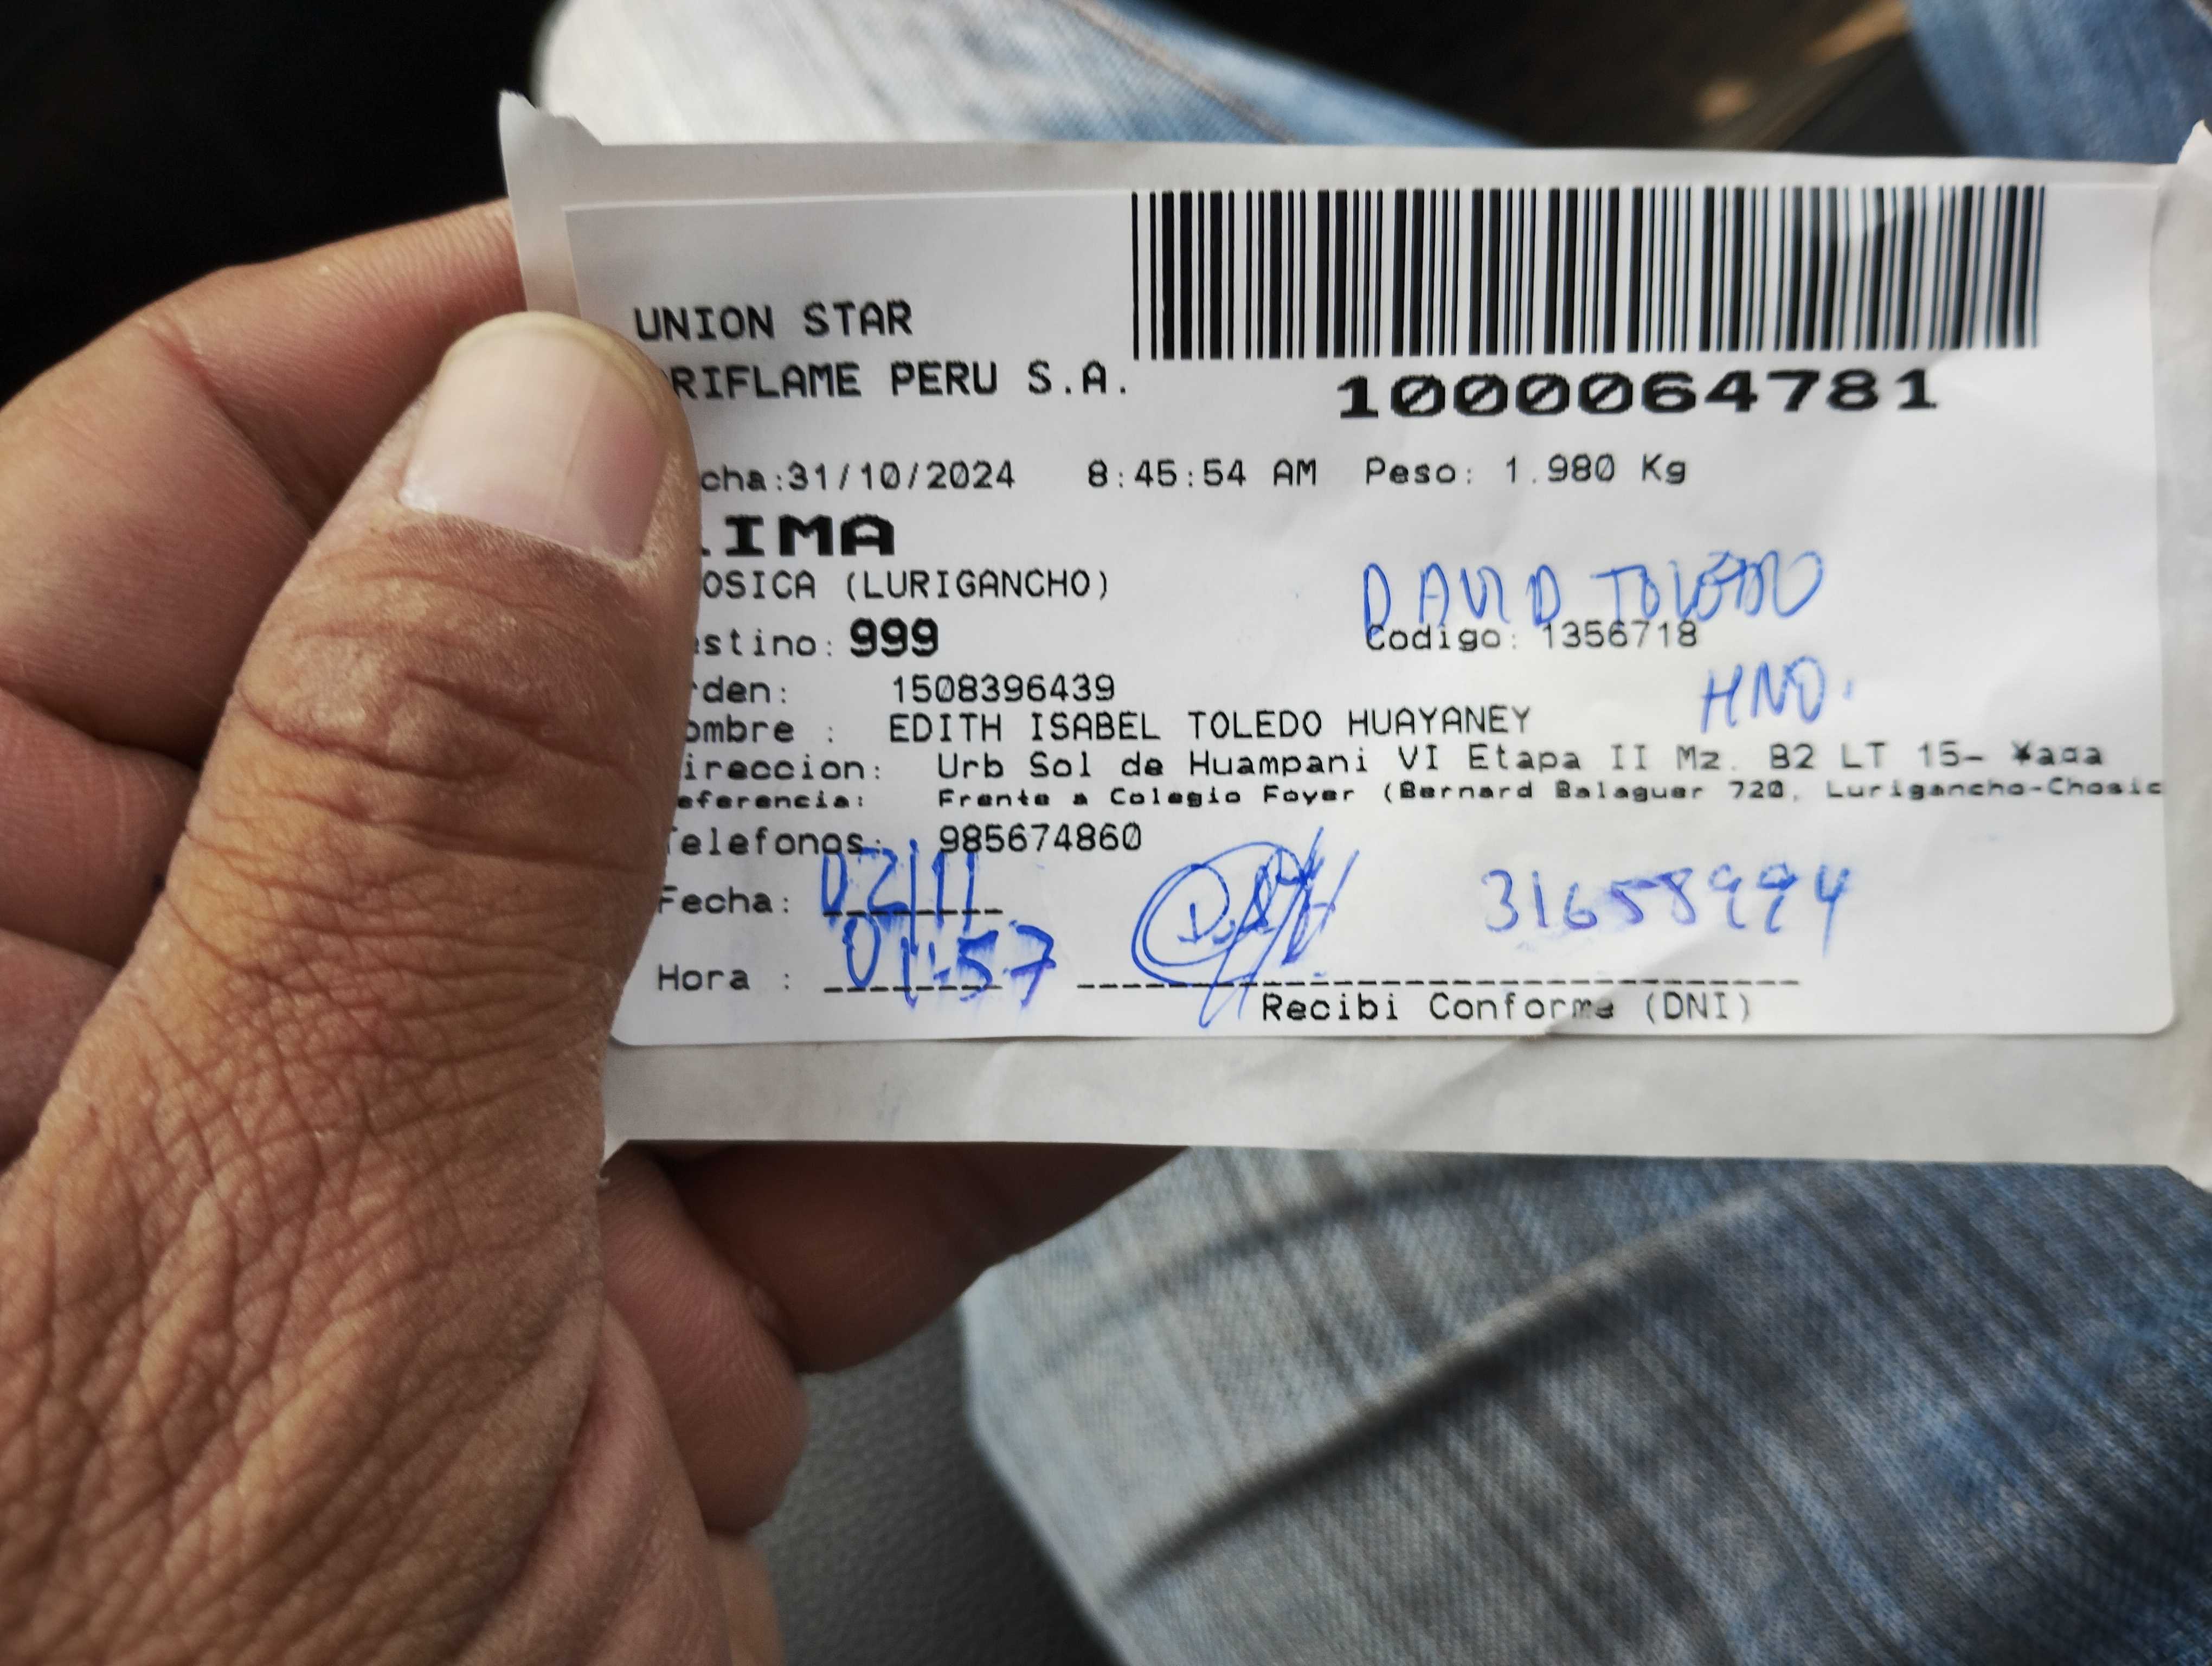 UNION STAR
RIFLAME PERU S.A.
1000064781
cha:31/10/2024 8:45:54 AM Peso: 1.980 Kg
IMA
OSICA (LURIGANCHO)
DAVID TOLEDO
stino: 999 Codigo: 1356718
rden: 1508396439
HNO.
ombre : EDITH ISABEL TOLEDO HUAYANEY
ireccion: Urb Sol de Huampani VI Etapa II Mz. B2 LT 15- ¥aña
eferencia: Frente a Colegio Foyer (Bernard Balaguer 720, Lurigancho-Chosic
Telefonos: 985674860
Fecha: 02/11
31658994
Hora : 01:57
Recibi Conforme (DNI)